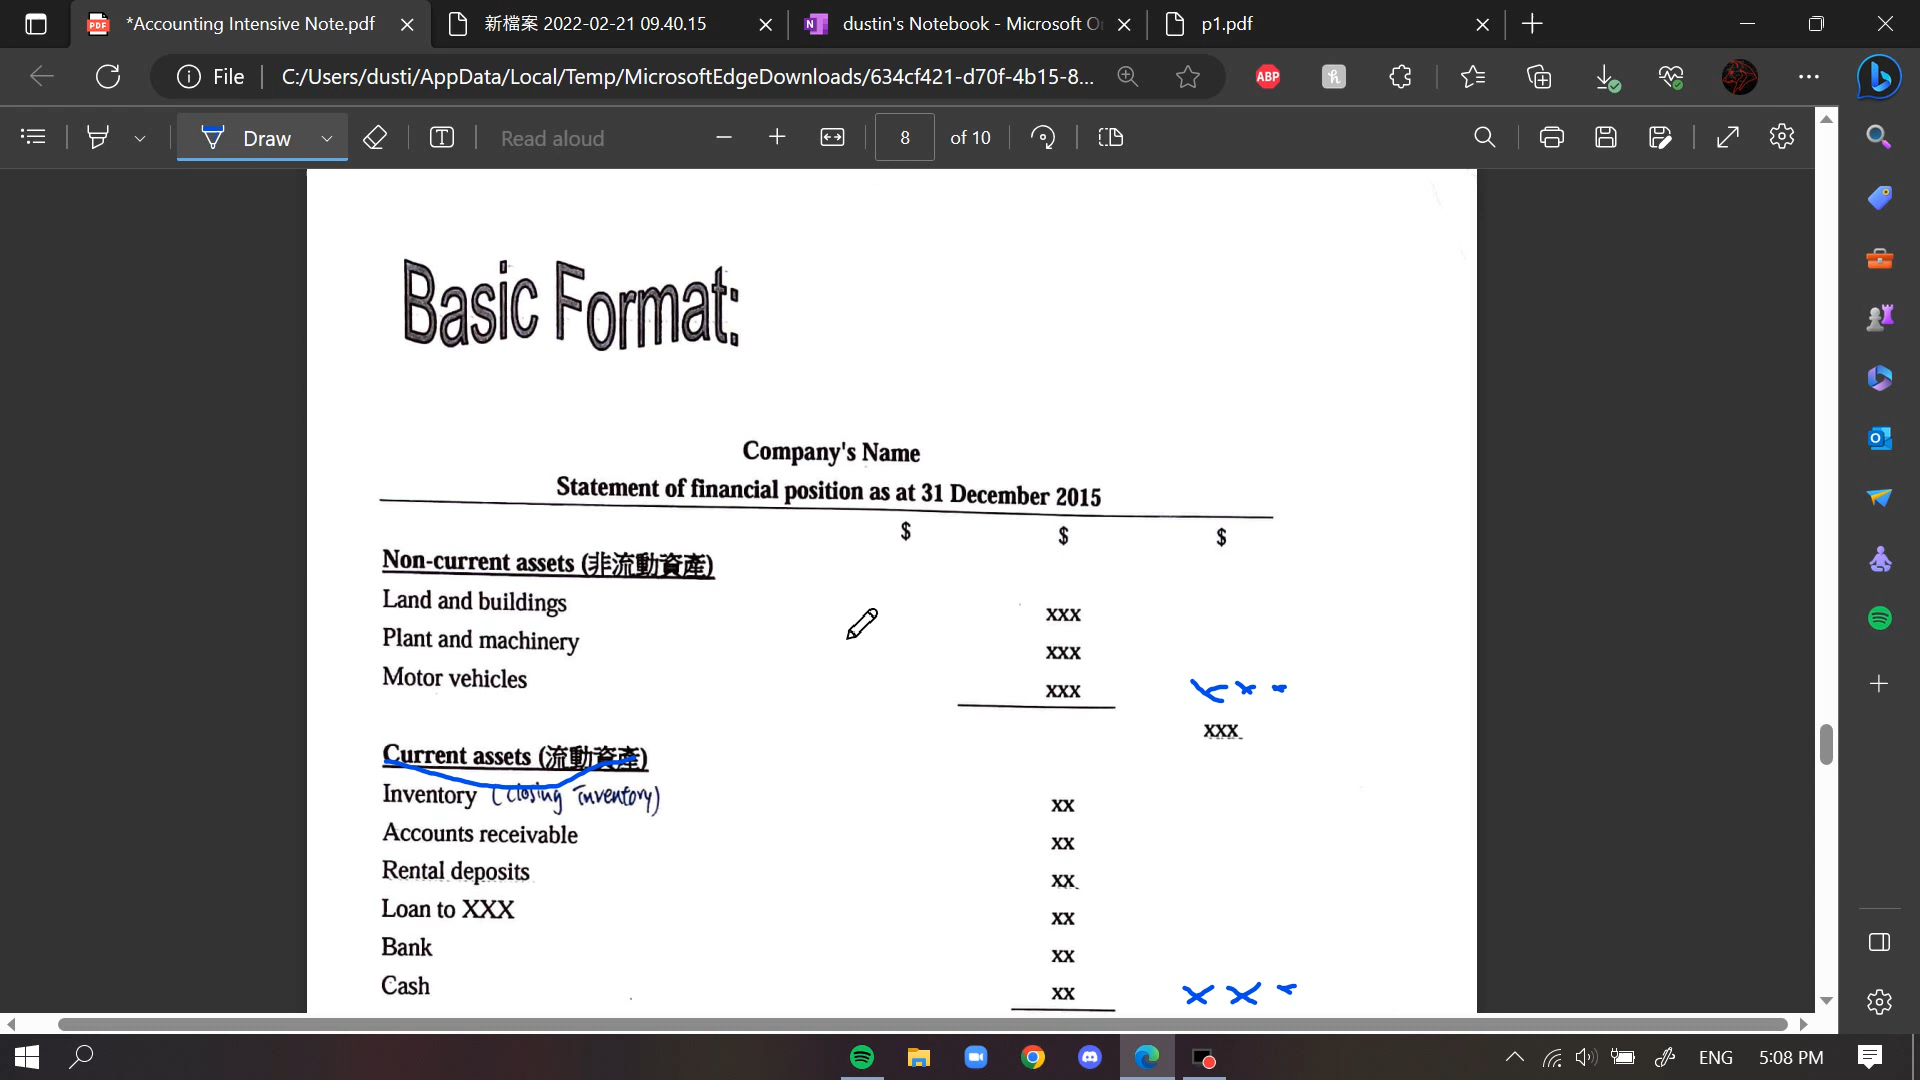 *Accounting Intensive Note.pdf
新檔案 2022-02-21 09.40.15
dustin's Notebook - Microsoft O
p1.pdf
File
C:/Users/dusti/AppData/Local/Temp/MicrosoftEdgeDownloads/634cf421-d70f-4b15-8...
ABP
Draw
Read aloud
8 of 10
Basic Format:
Company's Name
Statement of financial position as at 31 December 2015
$ $ $
Non-current assets (非流動資產)
Land and buildings xxx
Plant and machinery xxx
Motor vehicles xxx x x x
xxx
Current assets (流動資產)
Inventory (closing inventory) xx
Accounts receivable xx
Rental deposits xx
Loan to XXX xx
Bank xx
Cash xx x x x
ENG
5:08 PM